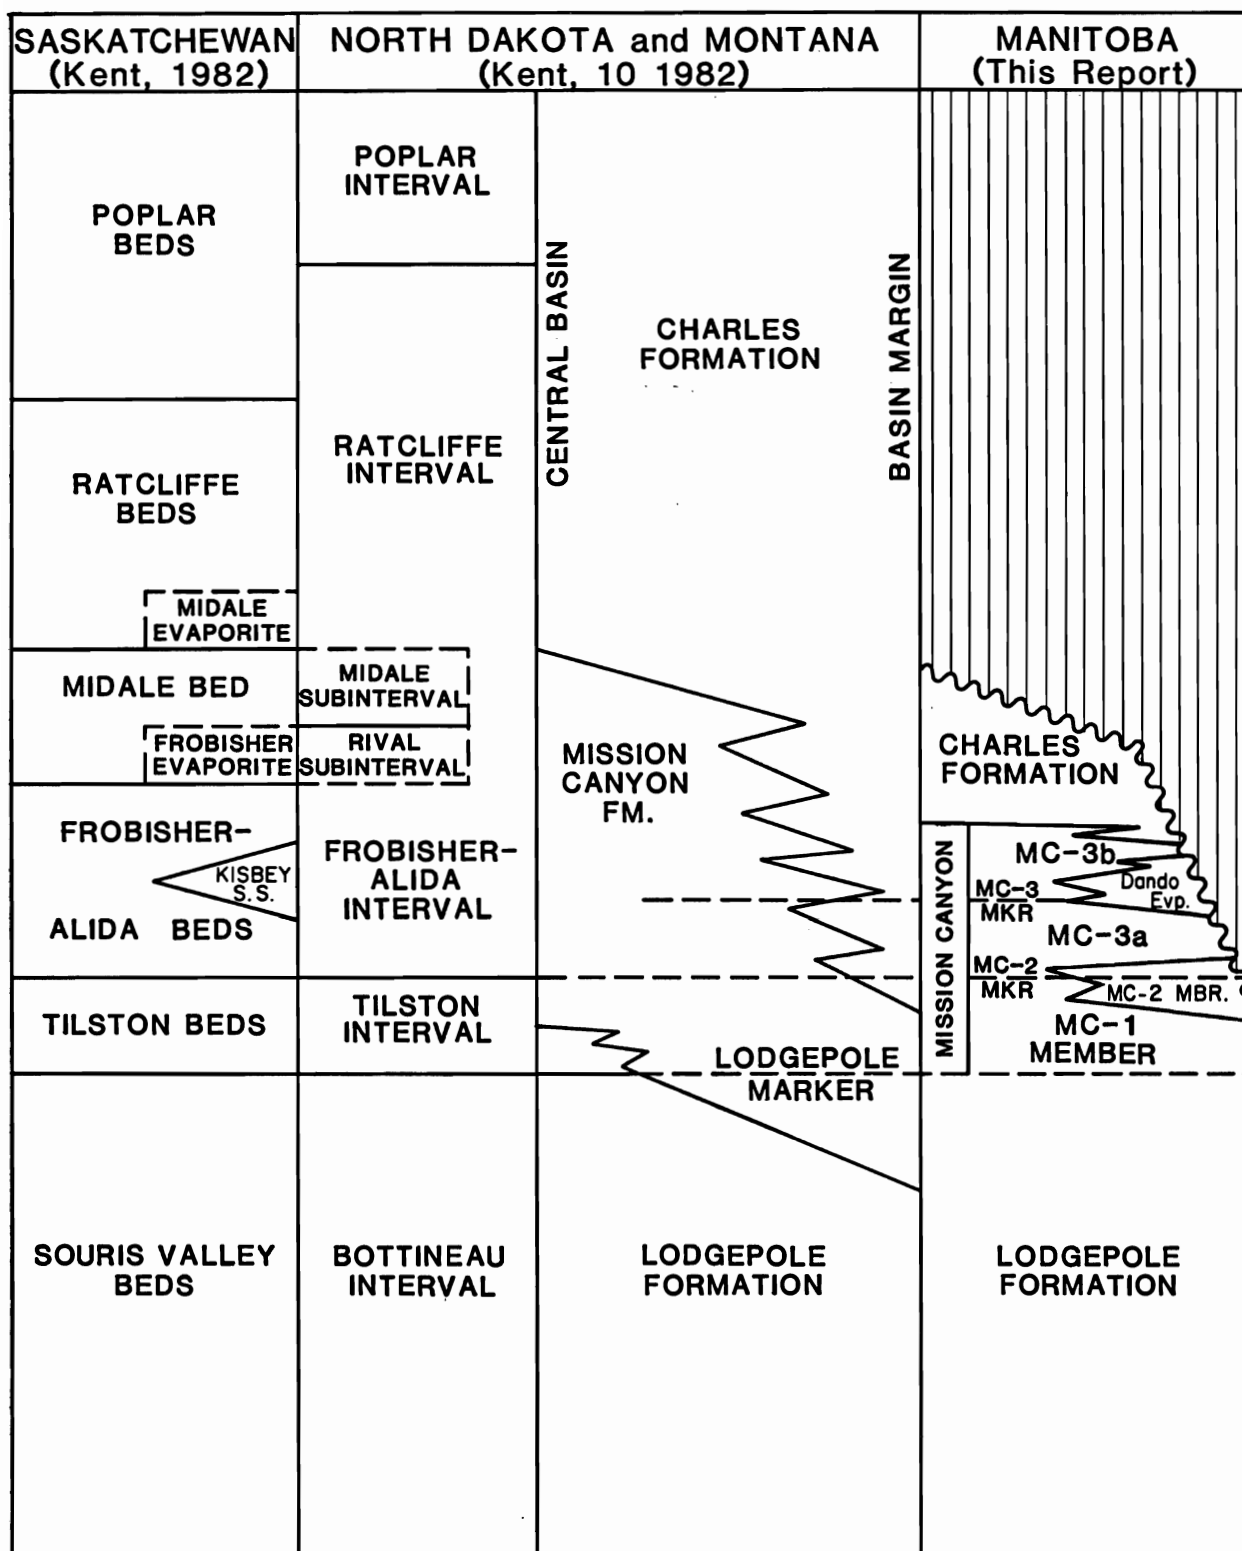 SASKATCHEWAN
(Kent, 1982)
NORTH DAKOTA and MONTANA
(Kent, 10 1982)
MANITOBA
(This Report)
POPLAR
BEDS
RATCLIFFE
BEDS
MIDALE
EVAPORITE
MIDALE BED
FROBISHER
EVAPORITE
FROBISHER-
KISBEY
S.S.
ALIDA BEDS
TILSTON BEDS
SOURIS VALLEY
BEDS
POPLAR
INTERVAL
RATCLIFFE
INTERVAL
MIDALE
SUBINTERVAL
RIVAL
SUBINTERVAL
FROBISHER-
ALIDA
INTERVAL
TILSTON
INTERVAL
BOTTINEAU
INTERVAL
CENTRAL BASIN
CHARLES
FORMATION
BASIN MARGIN
MISSION
CANYON
FM.
LODGEPOLE
MARKER
LODGEPOLE
FORMATION
CHARLES
FORMATION
MISSION CANYON
MC-3b
Dando
Evp.
MC-3
MKR
MC-3a
MC-2
MKR
MC-2 MBR.
MC-1
MEMBER
LODGEPOLE
FORMATION